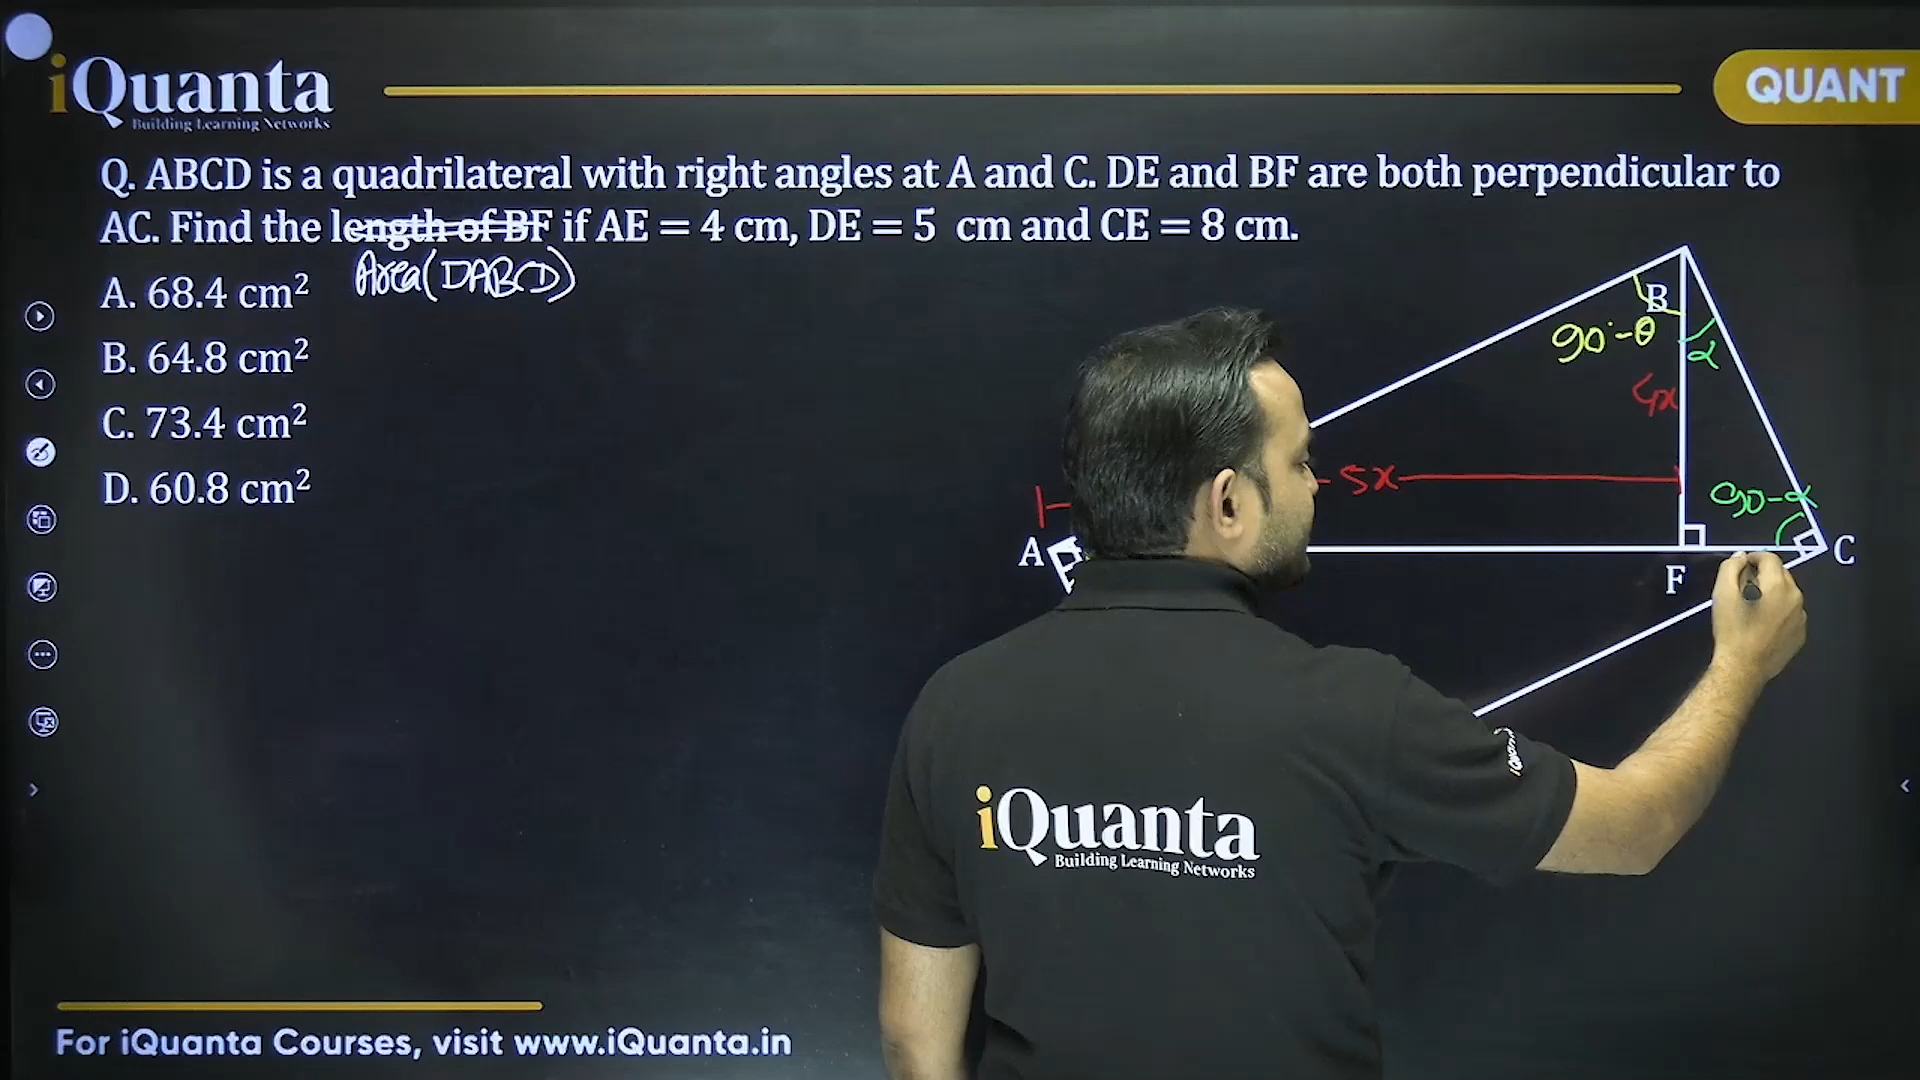 iQuanta
Building Learning Networks
QUANT
Q. ABCD is a quadrilateral with right angles at A and C. DE and BF are both perpendicular to
AC. Find the length of BF if AE = 4 cm, DE = 5 cm and CE = 8 cm.
Area(□ABCD)
A. 68.4 cm²
B. 64.8 cm²
C. 73.4 cm²
D. 60.8 cm²
B
90°-θ
α
4x
5x
90-α
A
F
C
iQuanta
iQuanta
Building Learning Networks
For iQuanta Courses, visit www.iQuanta.in